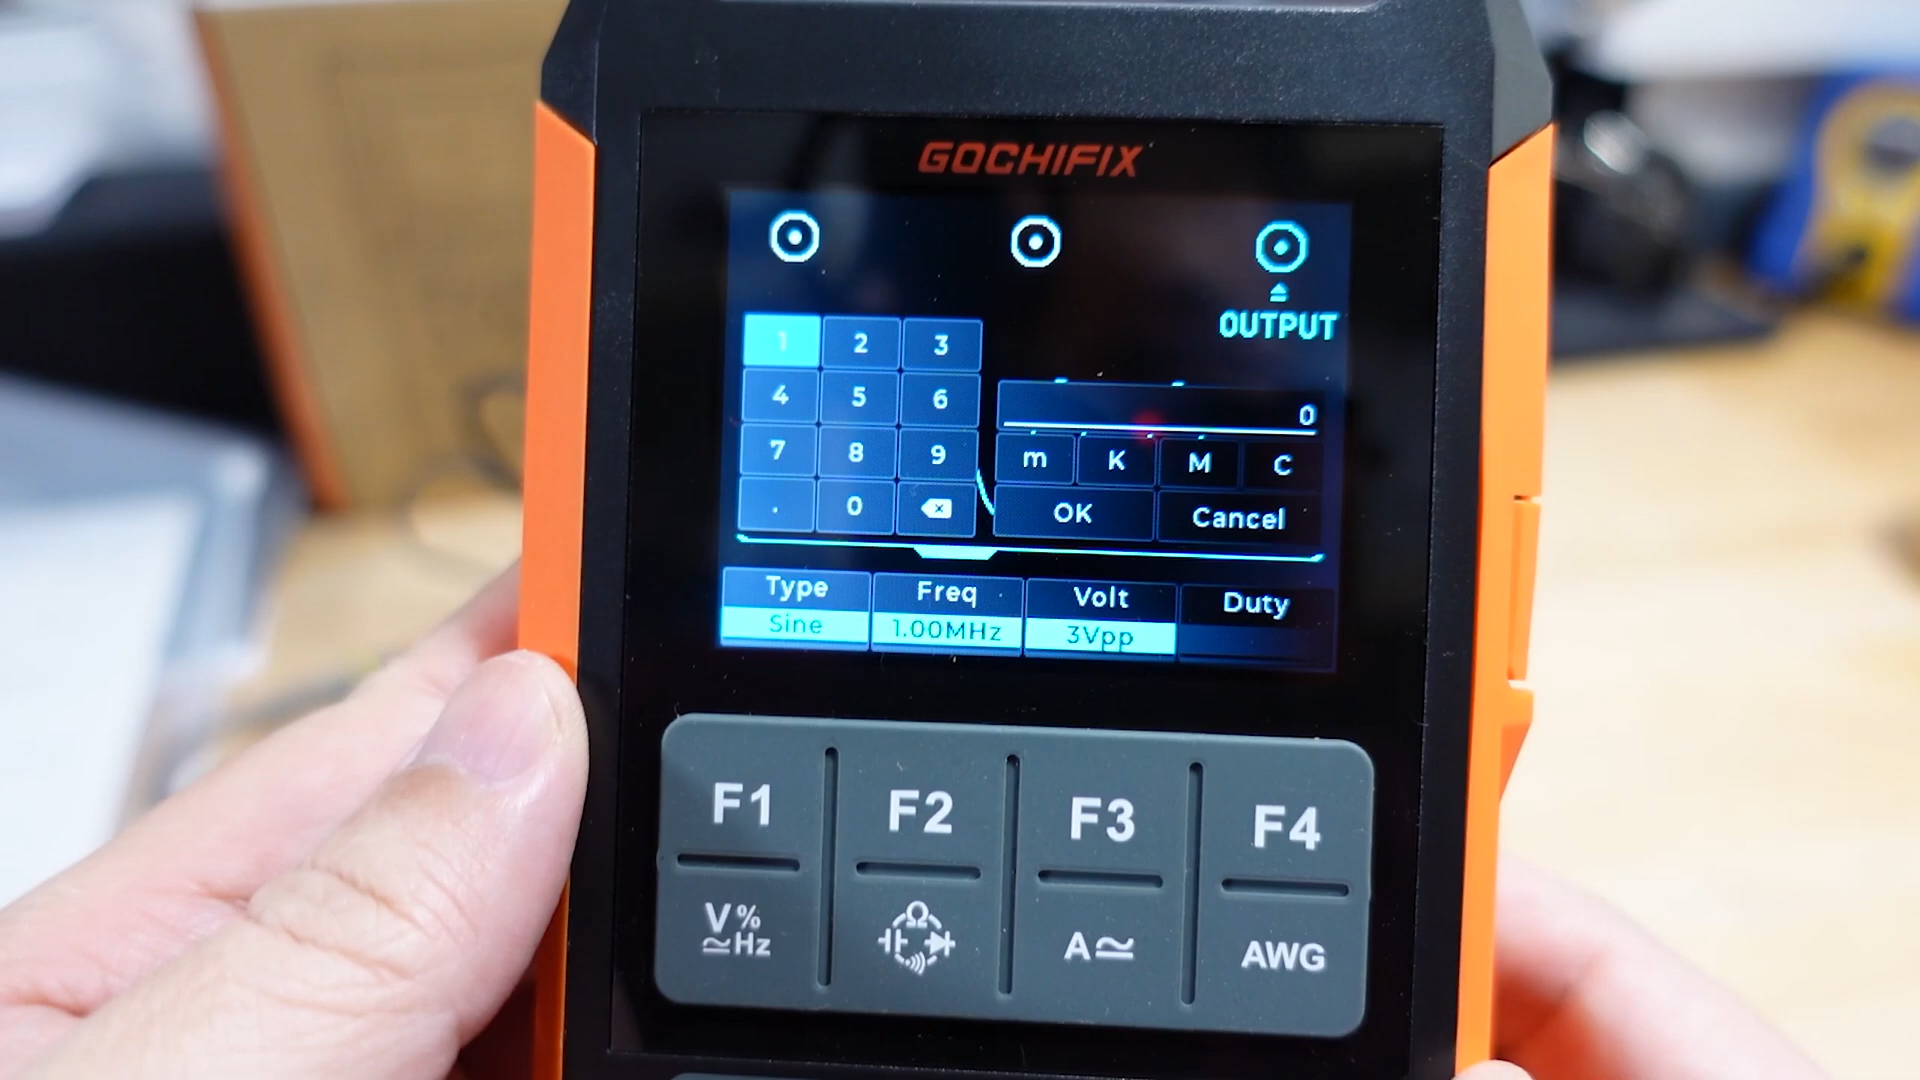 GOCHIFIX
OUTPUT
1 2 3
4 5 6
7 8 9
. 0
0
m K M C
OK Cancel
Type Freq Volt Duty
Sine 1.00MHz 3Vpp
F1 F2 F3 F4
V % Hz
Ω
A
AWG